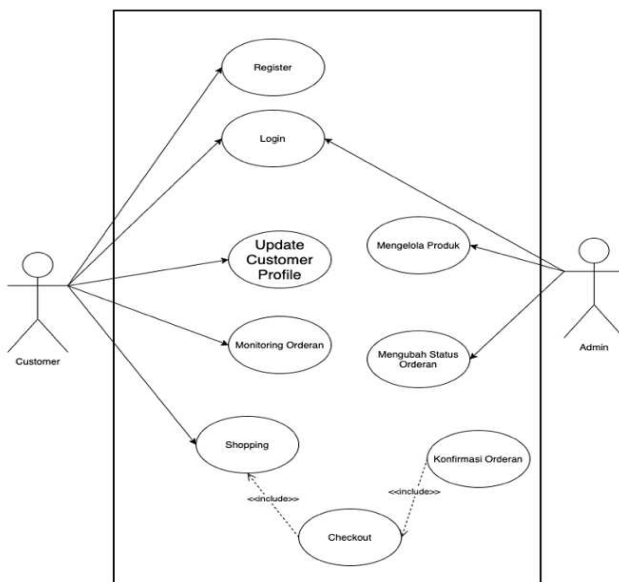 Register
Login
Update
Customer
Profile
Mengelola Produk
Monitoring Orderan
Mengubah Status
Orderan
Customer
Admin
Shopping
Konfirmasi Orderan
<<include>>
<<include>>
Checkout